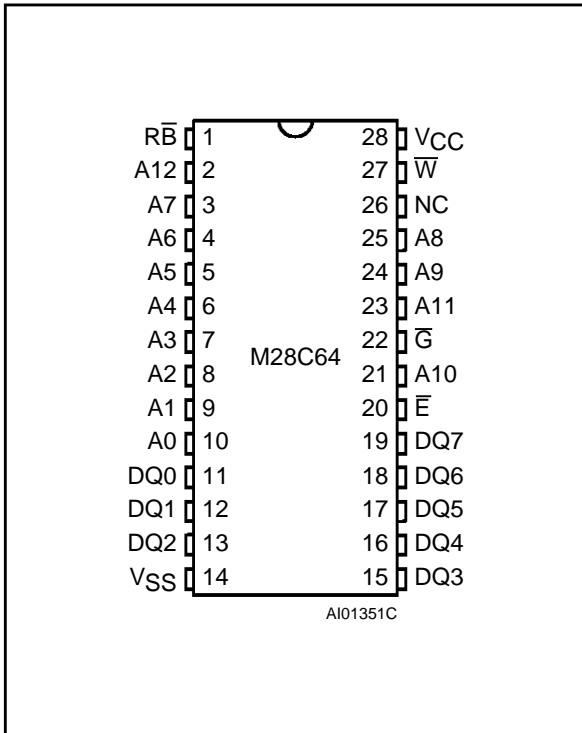 RB̅ 1 28 VCC
A12 2 27 W̅
A7 3 26 NC
A6 4 25 A8
A5 5 24 A9
A4 6 23 A11
A3 7 22 G̅
M28C64
A2 8 21 A10
A1 9 20 E̅
A0 10 19 DQ7
DQ0 11 18 DQ6
DQ1 12 17 DQ5
DQ2 13 16 DQ4
VSS 14 15 DQ3
AI01351C